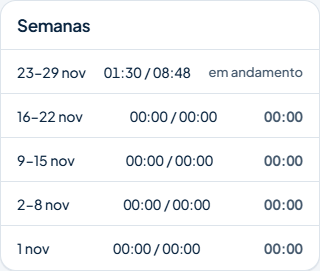 Semanas
23–29 nov 01:30 / 08:48 em andamento
16–22 nov 00:00 / 00:00 00:00
9–15 nov 00:00 / 00:00 00:00
2–8 nov 00:00 / 00:00 00:00
1 nov 00:00 / 00:00 00:00